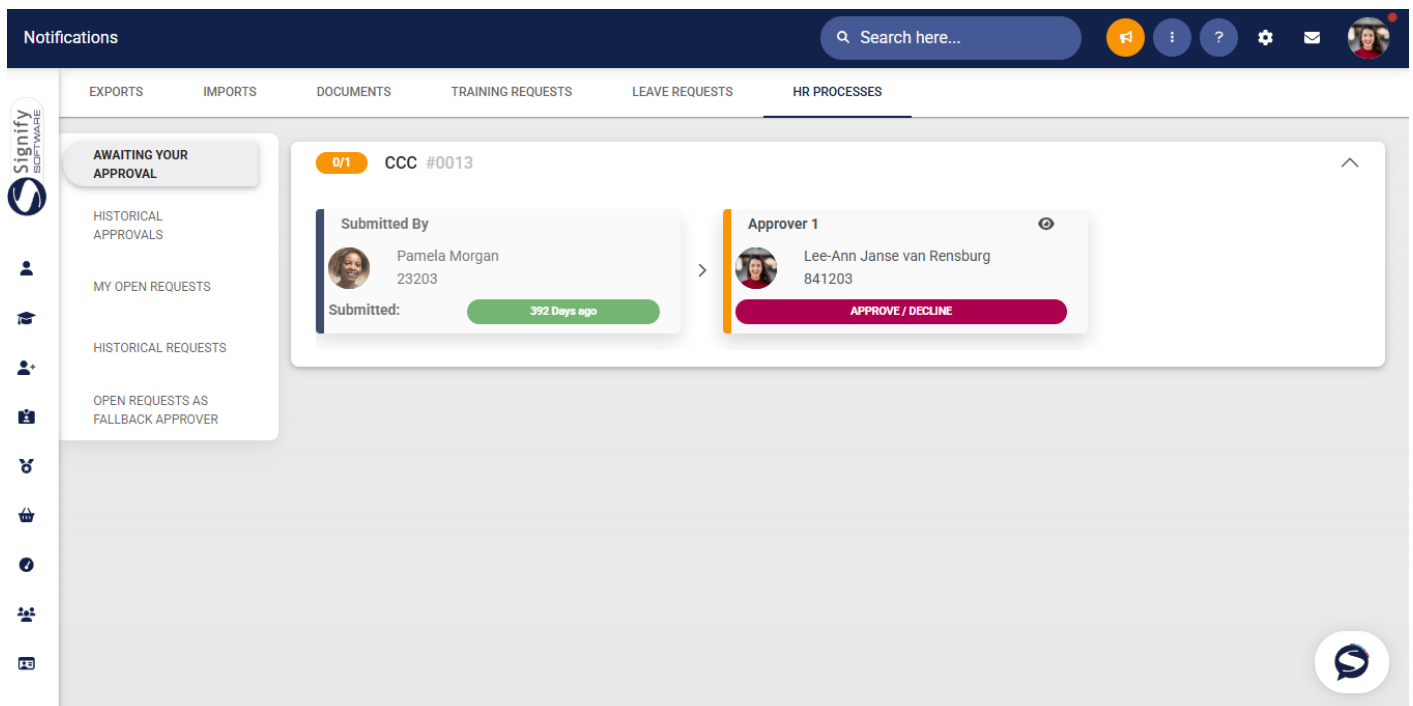 Notifications
Search here...
EXPORTS
IMPORTS
DOCUMENTS
TRAINING REQUESTS
LEAVE REQUESTS
HR PROCESSES
Signify
SOFTWARE
AWAITING YOUR
APPROVAL
HISTORICAL
APPROVALS
MY OPEN REQUESTS
HISTORICAL REQUESTS
OPEN REQUESTS AS
FALLBACK APPROVER
0/1 CCC #0013
Submitted By
Pamela Morgan
23203
Submitted: 392 Days ago
Approver 1
Lee-Ann Janse van Rensburg
841203
APPROVE / DECLINE